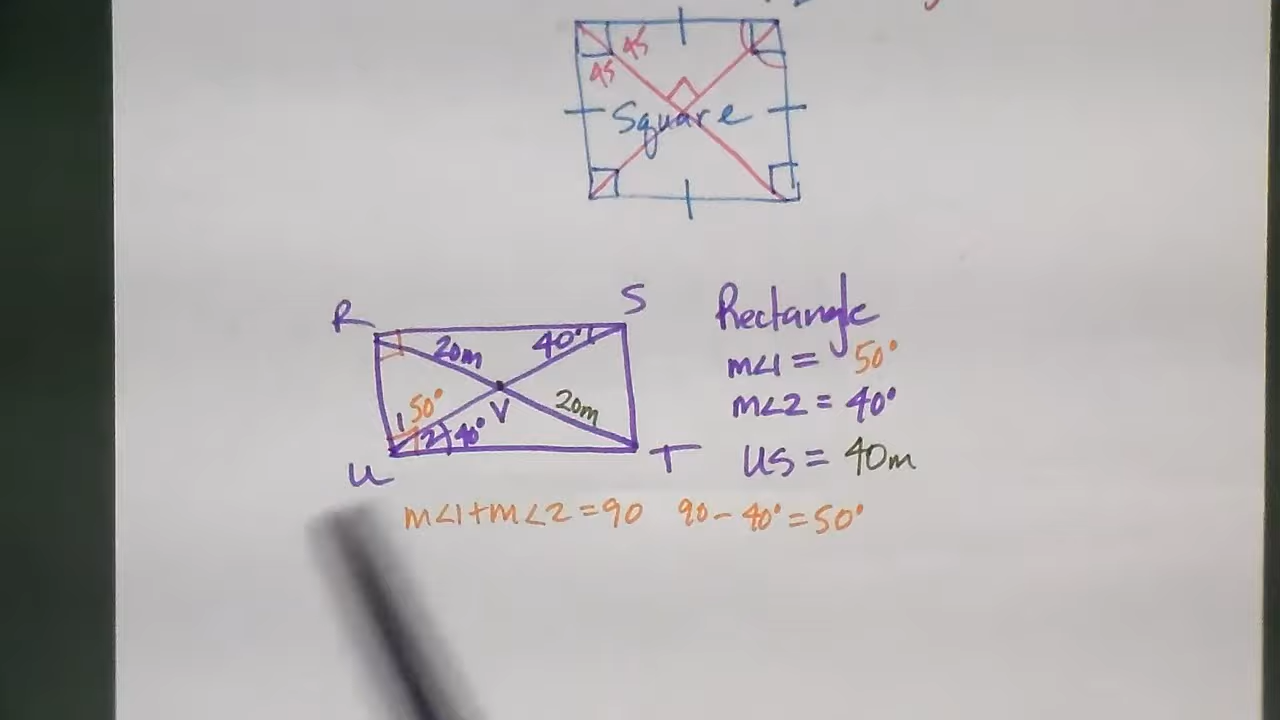 45
45
Square
R
S
Rectangle
20m
40°
m∠1 = 50°
1
50°
V
20m
m∠2 = 40°
2
40°
U
T
US = 40m
m∠1+m∠2=90 90-40°=50°